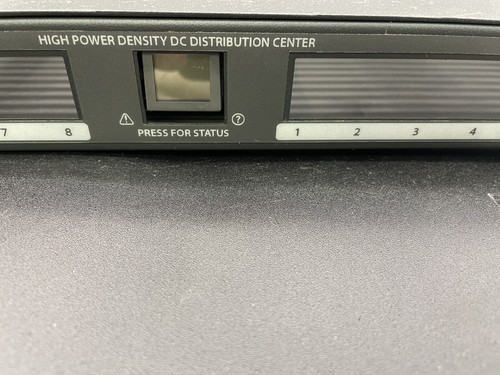 HIGH POWER DENSITY DC DISTRIBUTION CENTER
7 8
PRESS FOR STATUS
1 2 3 4